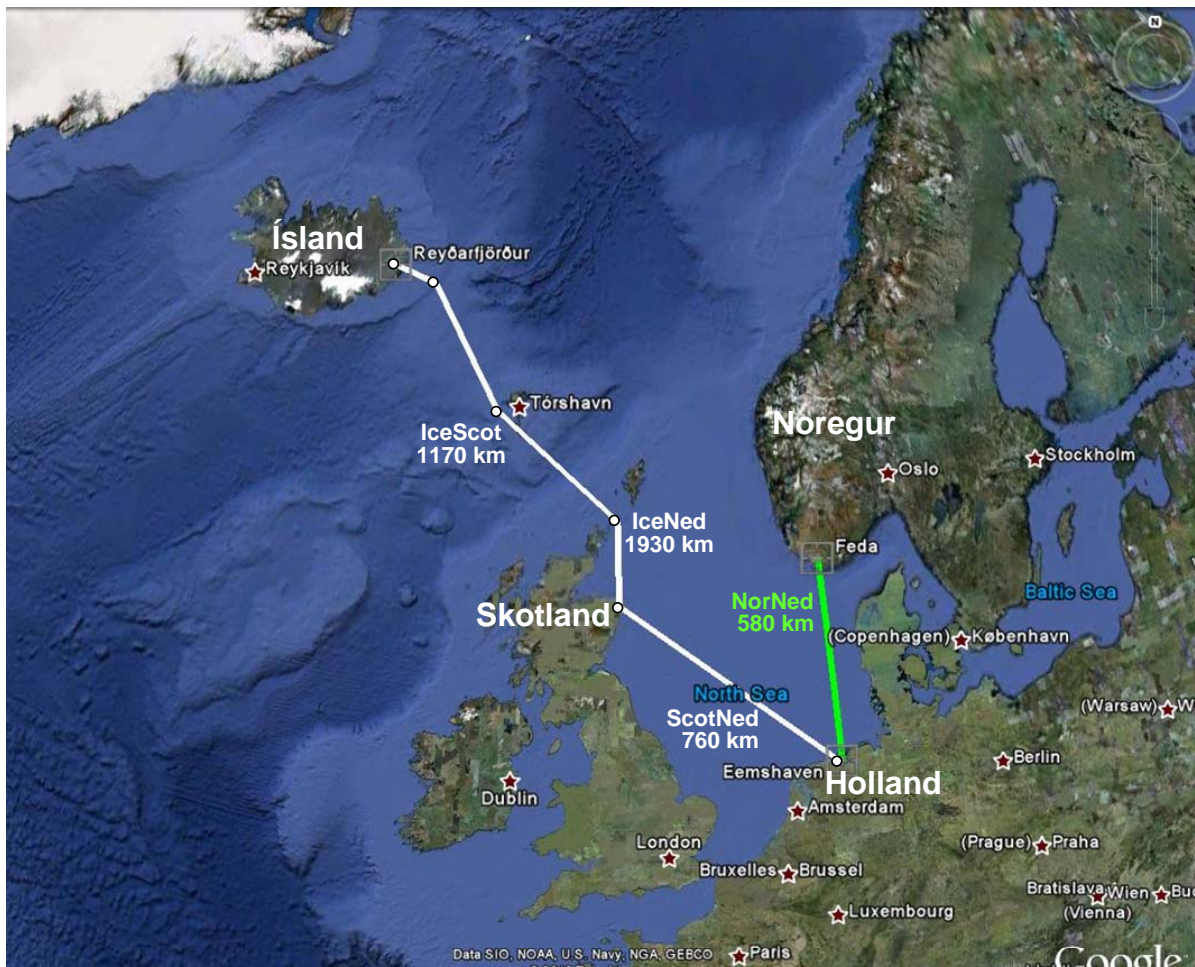 N
Ísland
Reyðarfjörður
Reykjavík
Tórshavn
IceScot
1170 km
Noregur
Stockholm
Oslo
IceNed
1930 km
Feda
NorNed
580 km
Baltic Sea
Skotland
(Copenhagen) København
North Sea
ScotNed
760 km
(Warsaw) W
Eemshaven
Holland
Berlin
Dublin
Amsterdam
London
(Prague) Praha
Bruxelles Brussel
Bratislava Wien Bu
(Vienna)
Luxembourg
Data SIO, NOAA, U.S. Navy, NGA, GEBCO
Paris
Google